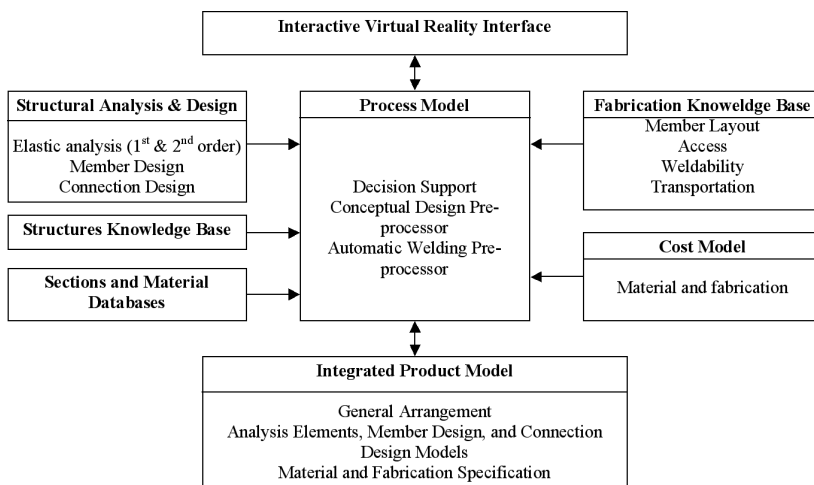 Interactive Virtual Reality Interface
Structural Analysis & Design
Elastic analysis (1st & 2nd order)
Member Design
Connection Design
Structures Knowledge Base
Sections and Material
Databases
Process Model
Decision Support
Conceptual Design Pre-
processor
Automatic Welding Pre-
processor
Fabrication Knoweldge Base
Member Layout
Access
Weldability
Transportation
Cost Model
Material and fabrication
Integrated Product Model
General Arrangement
Analysis Elements, Member Design, and Connection
Design Models
Material and Fabrication Specification